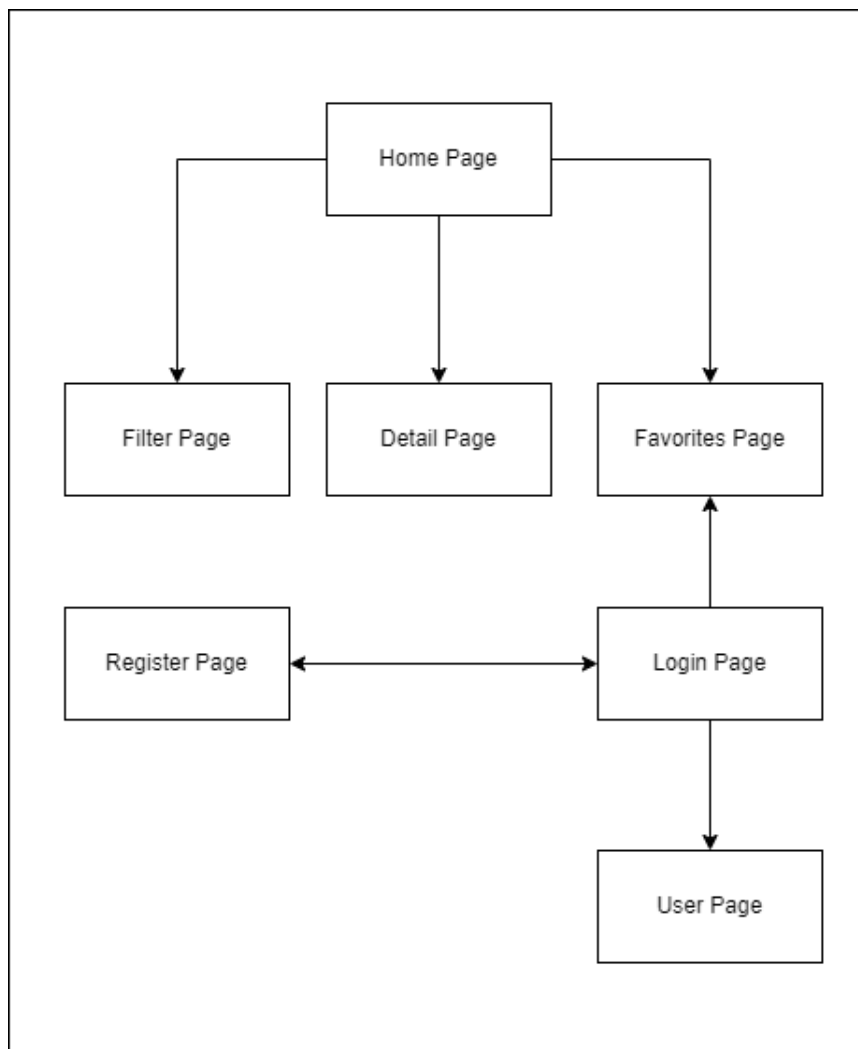 Home Page
Filter Page
Detail Page
Favorites Page
Register Page
Login Page
User Page